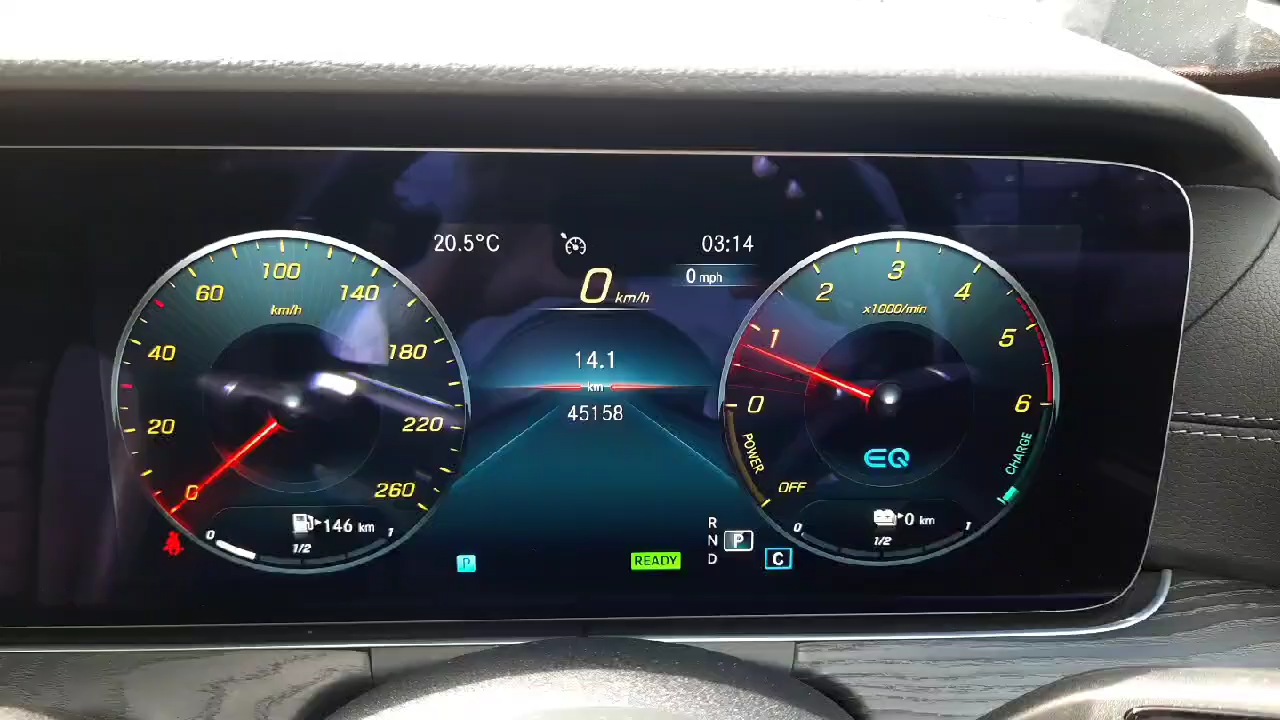 20.5°C
03:14
0 km/h
0 mph
14.1
km
45158
0
20
40
60
100
140
180
220
260
km/h
146 km
0 1/2 1
P
READY
R
N
D
P
C
0
1
2
3
4
5
6
x1000/min
POWER
OFF
CHARGE
EQ
0 km
0 1/2 1